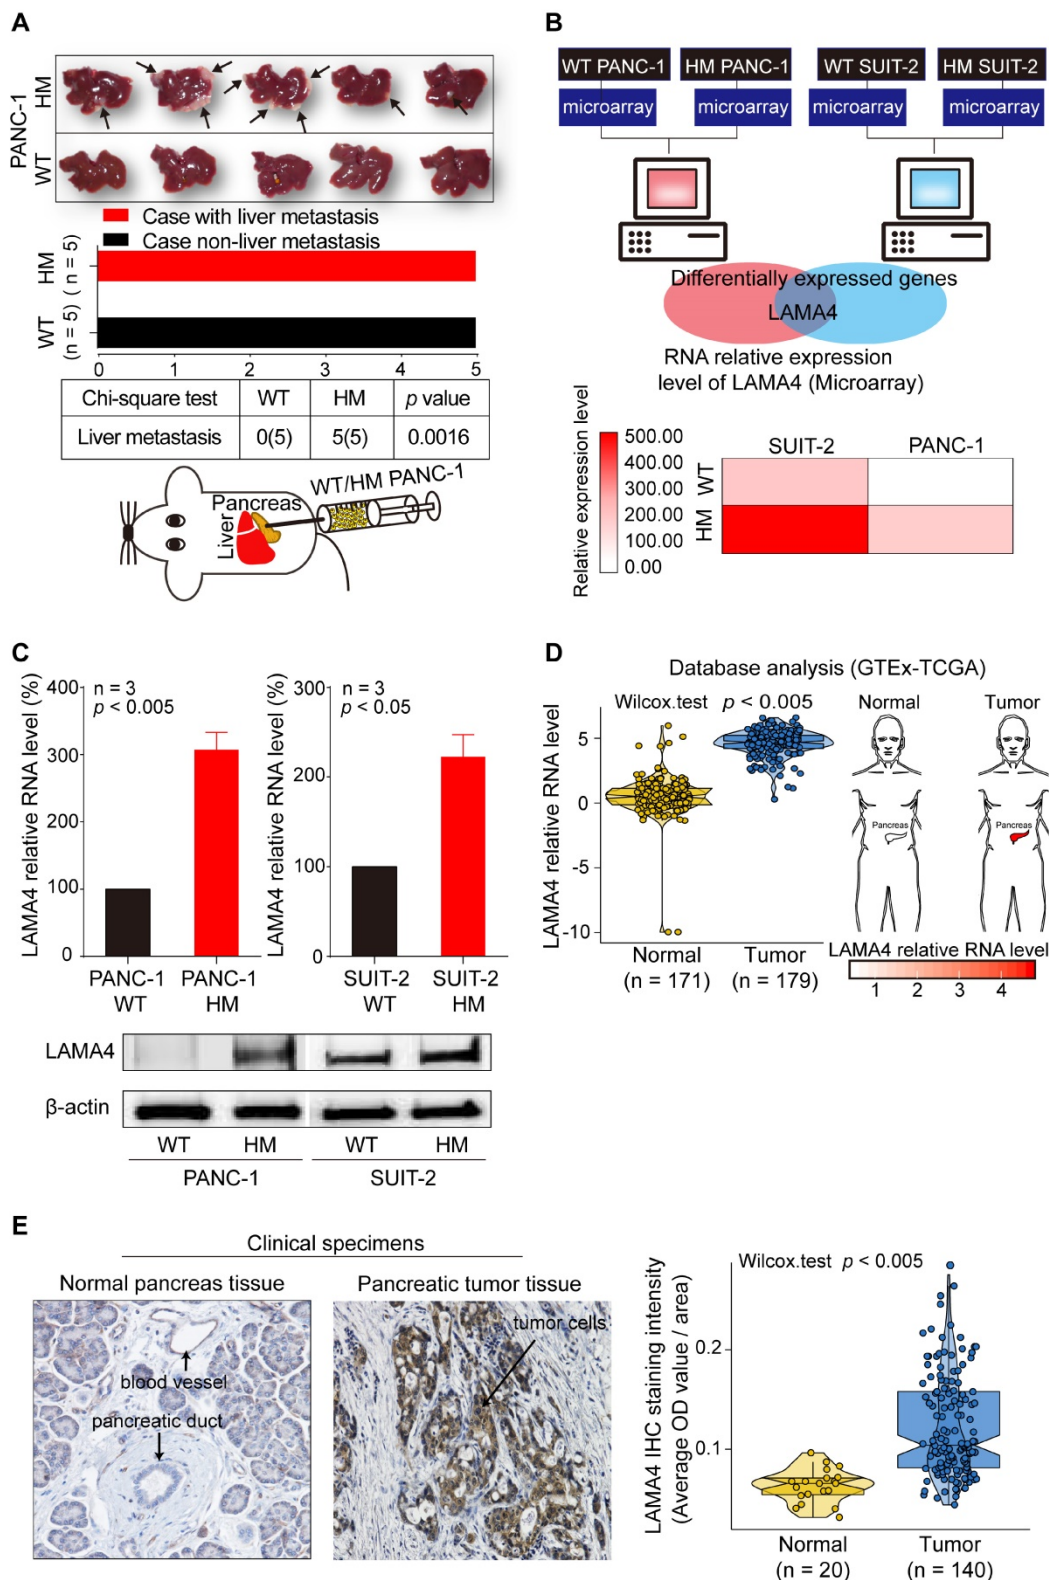 A
PANC-1
HM
WT
Case with liver metastasis
Case non-liver metastasis
HM
(n = 5)
WT
(n = 5)
0 1 2 3 4 5
Chi-square test WT HM p value
Liver metastasis 0(5) 5(5) 0.0016
WT/HM PANC-1
Pancreas
Liver
B
WT PANC-1 HM PANC-1 WT SUIT-2 HM SUIT-2
microarray microarray microarray microarray
Differentially expressed genes
LAMA4
RNA relative expression
level of LAMA4 (Microarray)
Relative expression level
500.00
400.00
300.00
200.00
100.00
0.00
SUIT-2 PANC-1
WT
HM
C
LAMA4 relative RNA level (%)
400
300
200
100
0
n = 3
p < 0.005
PANC-1 PANC-1
WT HM
LAMA4 relative RNA level (%)
300
200
100
0
n = 3
p < 0.05
SUIT-2 SUIT-2
WT HM
LAMA4
β-actin
WT HM WT HM
PANC-1 SUIT-2
D
Database analysis (GTEx-TCGA)
Wilcox.test p < 0.005
LAMA4 relative RNA level
5
0
-5
-10
Normal Tumor
(n = 171) (n = 179)
Normal Tumor
Pancreas Pancreas
LAMA4 relative RNA level
1 2 3 4
E
Clinical specimens
Normal pancreas tissue Pancreatic tumor tissue
blood vessel
pancreatic duct
tumor cells
Wilcox.test p < 0.005
LAMA4 IHC staining intensity
(Average OD value / area)
0.2
0.1
Normal Tumor
(n = 20) (n = 140)